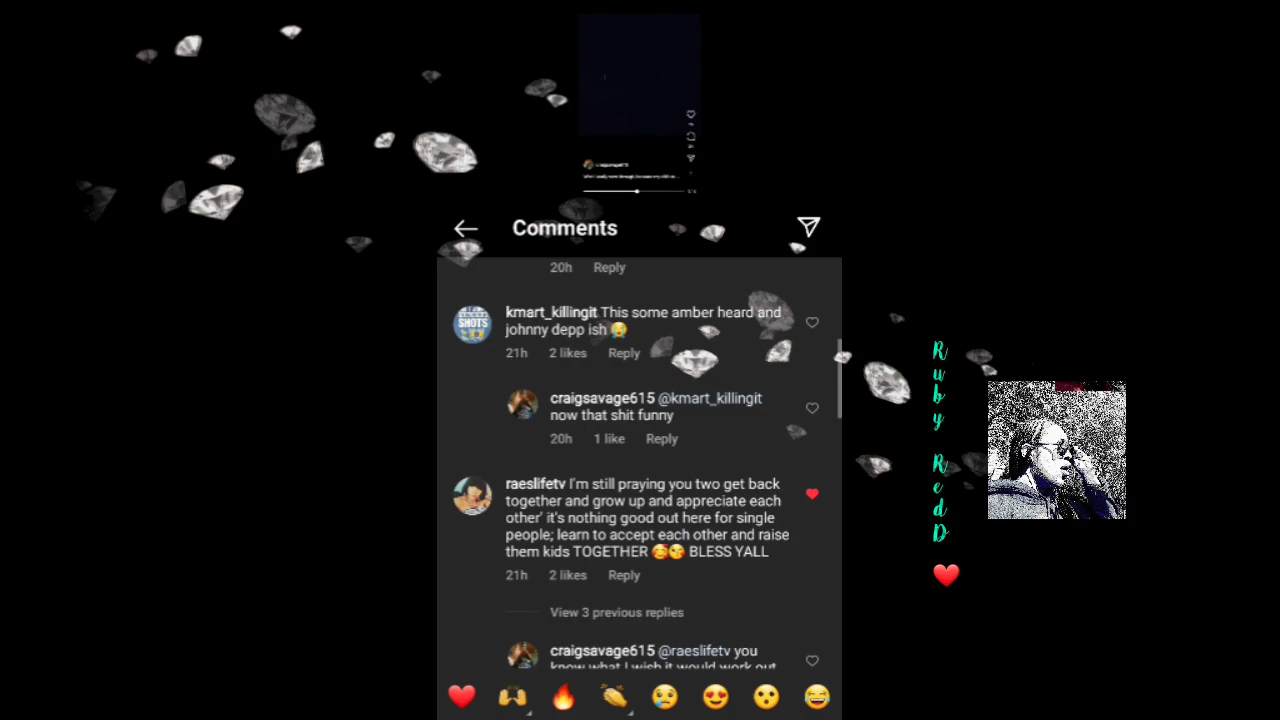 craigsavage615
Comments
20h Reply
SHOTS
kmart_killingit This some amber heard and
johnny depp ish 😭
21h 2 likes Reply
craigsavage615 @kmart_killingit
now that shit funny
20h 1 like Reply
raeslifetv I'm still praying you two get back
together and grow up and appreciate each
other' it's nothing good out here for single
people; learn to accept each other and raise
them kids TOGETHER 🥰😘 BLESS YALL
21h 2 likes Reply
View 3 previous replies
craigsavage615 @raeslifetv you
know what I wish it would work out
❤️ 🙌 🔥 👏 😢 😍 😮 😂
Ruby RedD ❤️